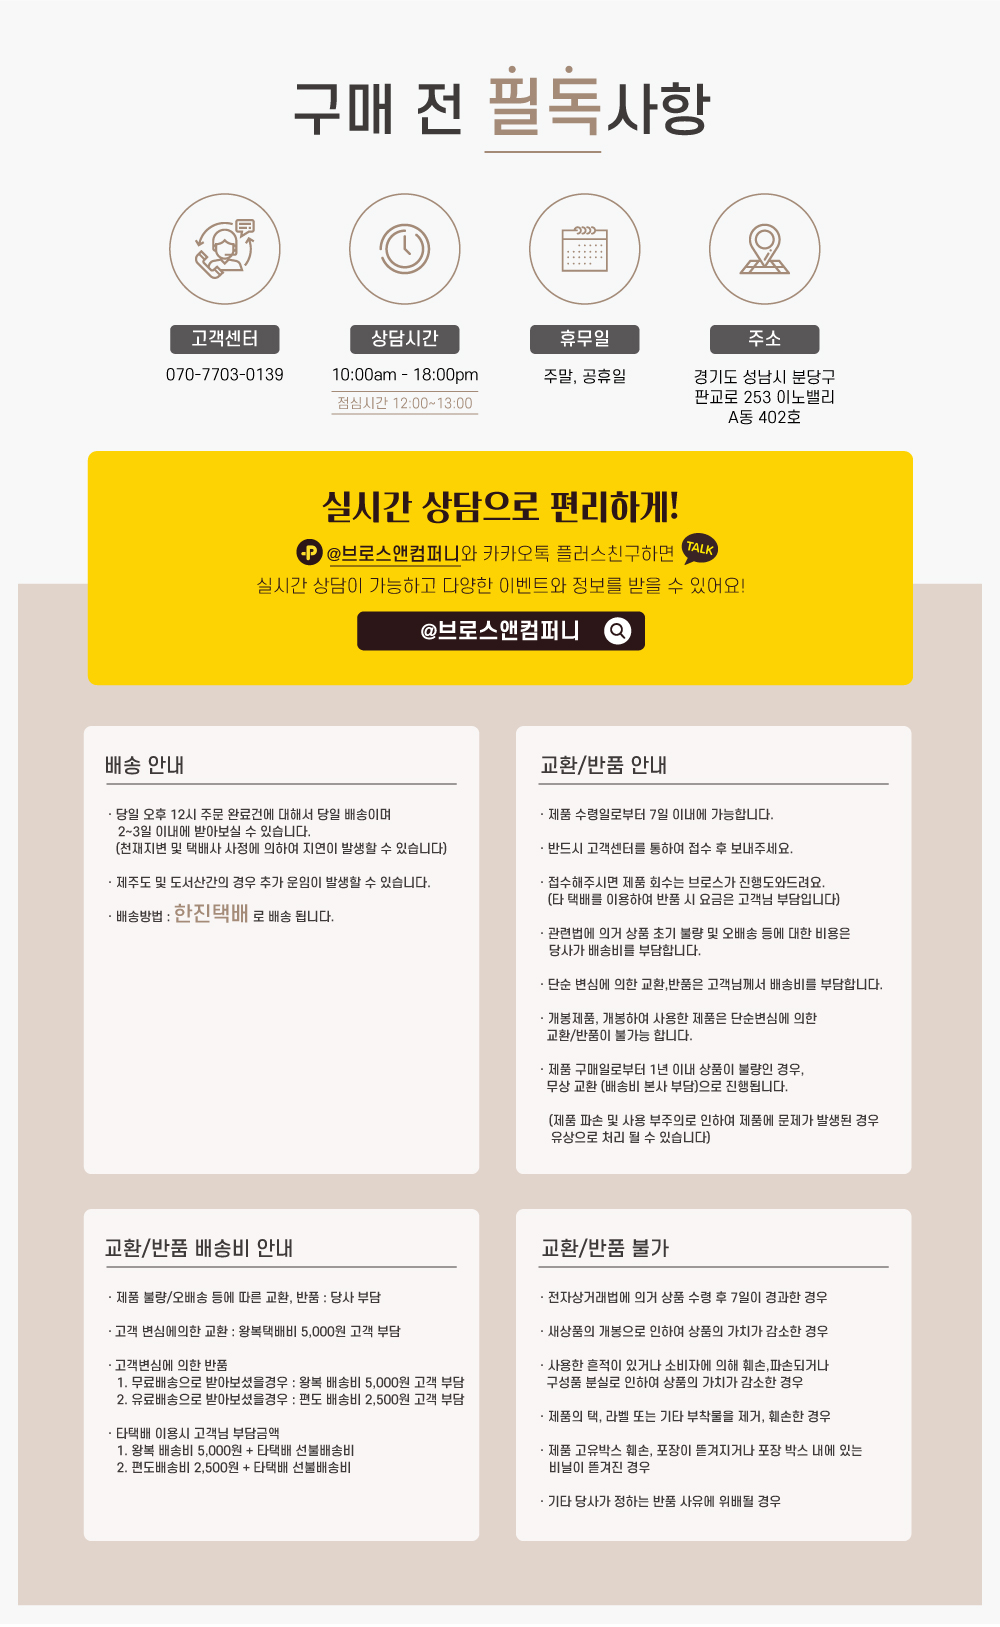 구매 전 필독사항
고객센터
070-7703-0139
상담시간
10:00am - 18:00pm
점심시간 12:00~13:00
휴무일
주말, 공휴일
주소
경기도 성남시 분당구
판교로 253 이노밸리
A동 402호
실시간 상담으로 편리하게!
P @브로스앤컴퍼니와 카카오톡 플러스친구하면 TALK
실시간 상담이 가능하고 다양한 이벤트와 정보를 받을 수 있어요!
@브로스앤컴퍼니
배송 안내
· 당일 오후 12시 주문 완료건에 대해서 당일 배송이며
2~3일 이내에 받아보실 수 있습니다.
(천재지변 및 택배사 사정에 의하여 지연이 발생할 수 있습니다)
· 제주도 및 도서산간의 경우 추가 운임이 발생할 수 있습니다.
· 배송방법 : 한진택배 로 배송 됩니다.
교환/반품 안내
· 제품 수령일로부터 7일 이내에 가능합니다.
· 반드시 고객센터를 통하여 접수 후 보내주세요.
· 접수해주시면 제품 회수는 브로스가 진행도와드려요.
(타 택배를 이용하여 반품 시 요금은 고객님 부담입니다)
· 관련법에 의거 상품 초기 불량 및 오배송 등에 대한 비용은
당사가 배송비를 부담합니다.
· 단순 변심에 의한 교환,반품은 고객님께서 배송비를 부담합니다.
· 개봉제품, 개봉하여 사용한 제품은 단순변심에 의한
교환/반품이 불가능 합니다.
· 제품 구매일로부터 1년 이내 상품이 불량인 경우,
무상 교환 (배송비 본사 부담)으로 진행됩니다.
(제품 파손 및 사용 부주의로 인하여 제품에 문제가 발생된 경우
유상으로 처리 될 수 있습니다)
교환/반품 배송비 안내
· 제품 불량/오배송 등에 따른 교환, 반품 : 당사 부담
· 고객 변심에의한 교환 : 왕복택배비 5,000원 고객 부담
· 고객변심에 의한 반품
1. 무료배송으로 받아보셨을경우 : 왕복 배송비 5,000원 고객 부담
2. 유료배송으로 받아보셨을경우 : 편도 배송비 2,500원 고객 부담
· 타택배 이용시 고객님 부담금액
1. 왕복 배송비 5,000원 + 타택배 선불배송비
2. 편도배송비 2,500원 + 타택배 선불배송비
교환/반품 불가
· 전자상거래법에 의거 상품 수령 후 7일이 경과한 경우
· 새상품의 개봉으로 인하여 상품의 가치가 감소한 경우
· 사용한 흔적이 있거나 소비자에 의해 훼손,파손되거나
구성품 분실로 인하여 상품의 가치가 감소한 경우
· 제품의 택, 라벨 또는 기타 부착물을 제거, 훼손한 경우
· 제품 고유박스 훼손, 포장이 뜯겨지거나 포장 박스 내에 있는
비닐이 뜯겨진 경우
· 기타 당사가 정하는 반품 사유에 위배될 경우